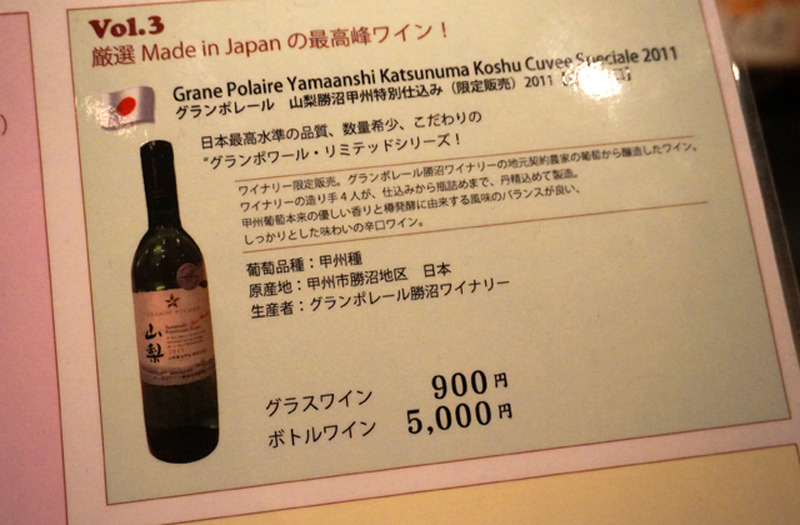 Vol.3
厳選 Made in Japan の最高峰ワイン！
Grane Polaire Yamaanshi Katsunuma Koshu Cuvee Speciale 2011
グランポレール　山梨勝沼甲州特別仕込み（限定販売）2011
日本最高水準の品質、数量希少、こだわりの
“グランポワール・リミテッドシリーズ！
ワイナリー限定販売。グランポレール勝沼ワイナリーの地元契約農家の葡萄から醸造したワイン。
ワイナリーの造り手４人が、仕込みから瓶詰めまで、丹精込めて製造。
甲州葡萄本来の優しい香りと樽発酵に由来する風味のバランスが良い、
しっかりとした味わいの辛口ワイン。
葡萄品種：甲州種
原産地：甲州市勝沼地区　日本
生産者：グランポレール勝沼ワイナリー
グラスワイン 900円
ボトルワイン 5,000円
山梨
2011